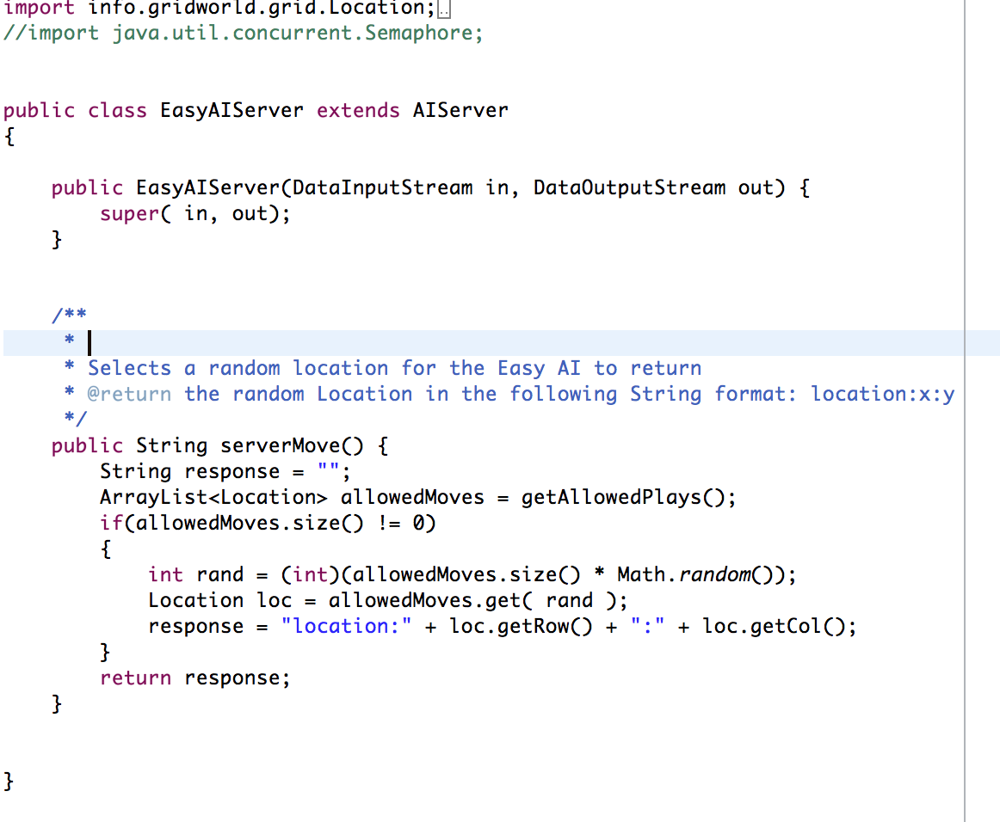 import info.gridworld.grid.Location;
//import java.util.concurrent.Semaphore;
public class EasyAIServer extends AIServer
{
public EasyAIServer(DataInputStream in, DataOutputStream out) {
super( in, out);
}
/**
*
* Selects a random location for the Easy AI to return
* @return the random Location in the following String format: location:x:y
*/
public String serverMove() {
String response = "";
ArrayList<Location> allowedMoves = getAllowedPlays();
if(allowedMoves.size() != 0)
{
int rand = (int)(allowedMoves.size() * Math.random());
Location loc = allowedMoves.get( rand );
response = "location:" + loc.getRow() + ":" + loc.getCol();
}
return response;
}
}